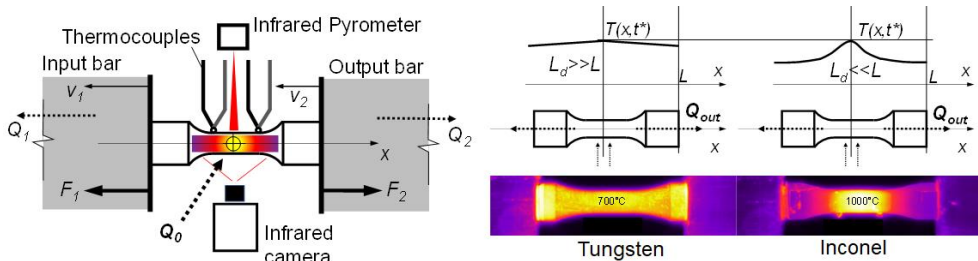 Infrared Pyrometer
Thermocouples
Input bar
Output bar
v1
v2
Q1
Q2
x
F1
F2
Q0
Infrared
camera
T(x,t*)
Ld>>L
L
x
Qout
x
700°C
Tungsten
T(x,t*)
Ld<<L
L
x
Qout
x
1000°C
Inconel